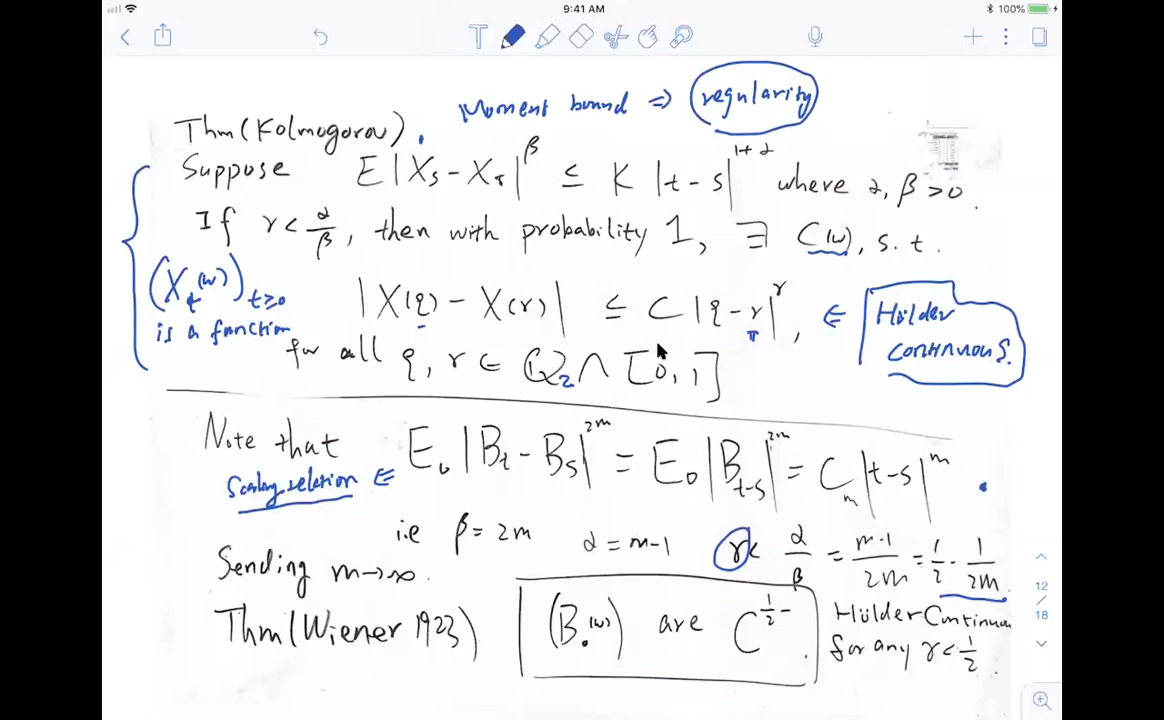 9:41 AM
100%
Moment bound ⇒ regularity
Thm (Kolmogorov).
Suppose E|X_s - X_t|^β ≤ K |t-s|^{1+α} where α, β > 0.
If γ < α/β, then with probability 1, ∃ C(ω), s.t.
(X_t^{(ω)})_{t≥0} is a function
|X(q) - X(r)| ≤ C |q-r|^γ, ⇐ Hölder continuous.
for all q, r ∈ Q_2 ∩ [0,1]
Note that E_0 |B_t - B_s|^{2m} = E_0 |B_{t-s}|^{2m} = C_m |t-s|^m.
Scaling relation ⇐
i.e β = 2m α = m-1 γ < α/β = m-1/2m = 1/2 - 1/2m
Sending m→∞.
Thm (Wiener 1923) (B.^{(ω)}) are C^{1/2 -}.
Hölder Continuou
for any γ < 1/2.
12
/
18